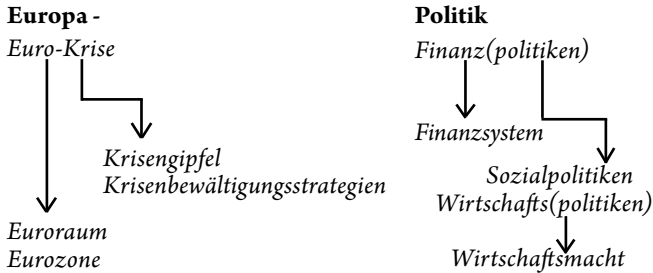 Europa -
Euro-Krise
Krisengipfel
Krisenbewältigungsstrategien
Euroraum
Eurozone
Politik
Finanz(politiken)
Finanzsystem
Sozialpolitiken
Wirtschafts(politiken)
Wirtschaftsmacht